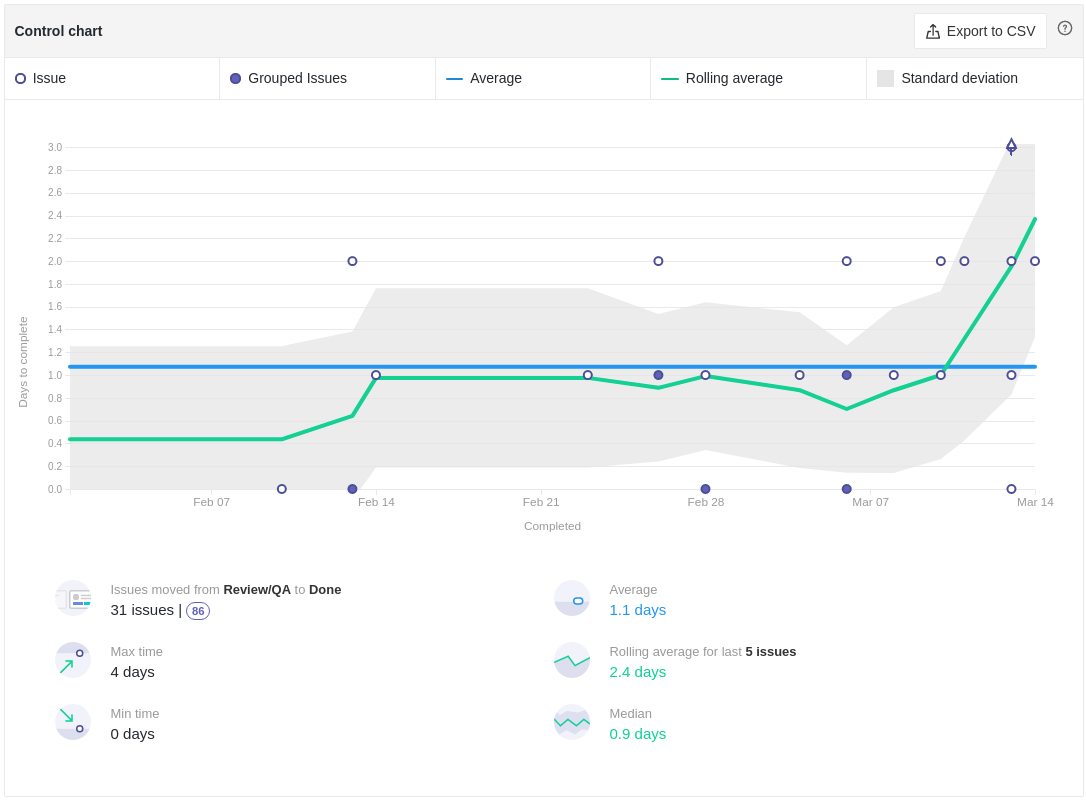 Control chart
Export to CSV
Issue
Grouped Issues
Average
Rolling average
Standard deviation
3.0
2.8
2.6
2.4
2.2
2.0
1.8
1.6
1.4
1.2
1.0
0.8
0.6
0.4
0.2
0.0
Days to complete
Feb 07
Feb 14
Feb 21
Feb 28
Mar 07
Mar 14
Completed
Issues moved from Review/QA to Done
31 issues | 86
Average
1.1 days
Max time
4 days
Rolling average for last 5 issues
2.4 days
Min time
0 days
Median
0.9 days